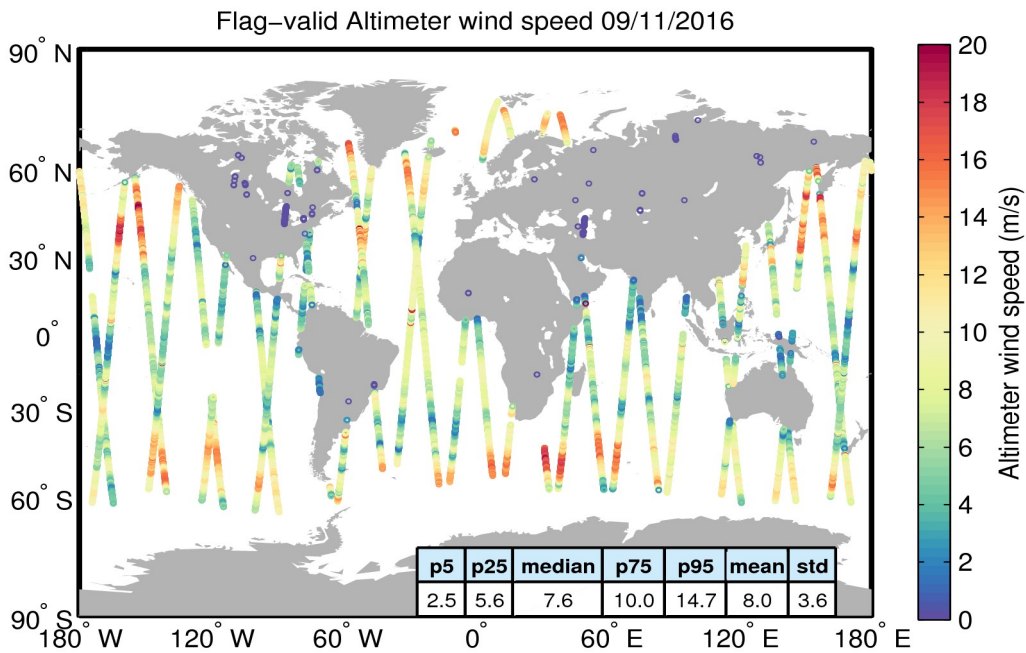 Flag−valid Altimeter wind speed 09/11/2016
90° N
60° N
30° N
0°
30° S
60° S
90° S
180° W
120° W
60° W
0°
60° E
120° E
180° E
p5 p25 median p75 p95 mean std
2.5 5.6 7.6 10.0 14.7 8.0 3.6
20
18
16
14
12
10
8
6
4
2
0
Altimeter wind speed (m/s)